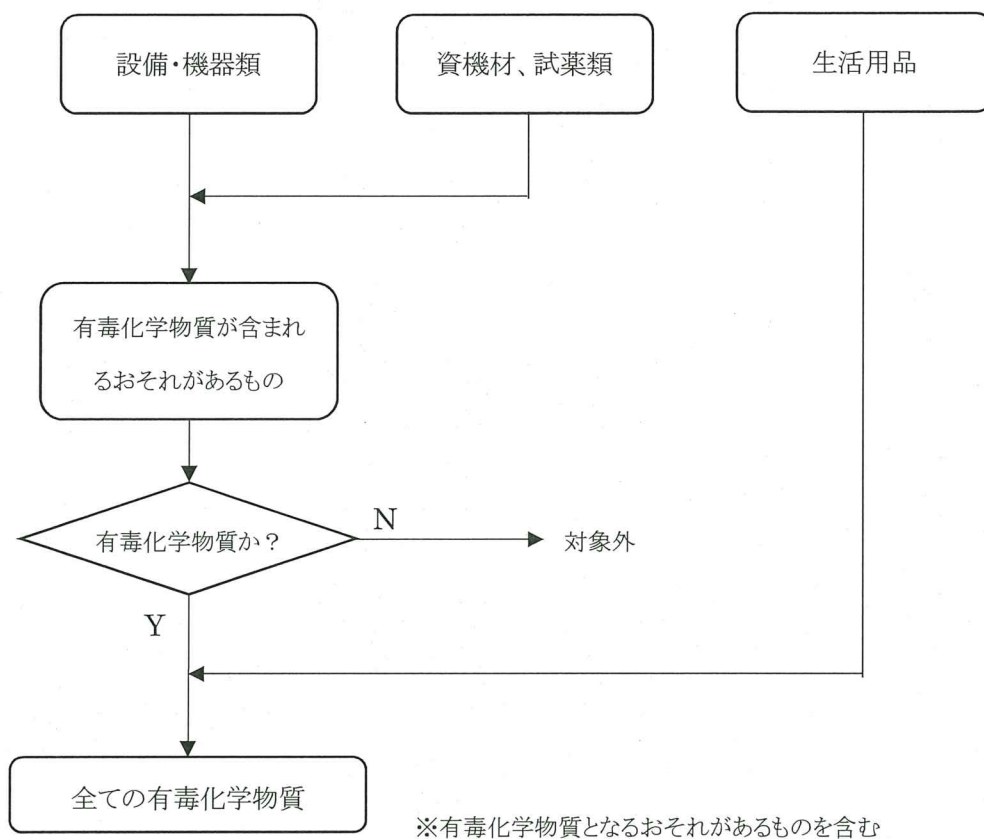 設備・機器類
資機材、試薬類
生活用品
有毒化学物質が含まれ
るおそれがあるもの
有毒化学物質か?
N
対象外
Y
全ての有毒化学物質
※有毒化学物質となるおそれがあるものを含む